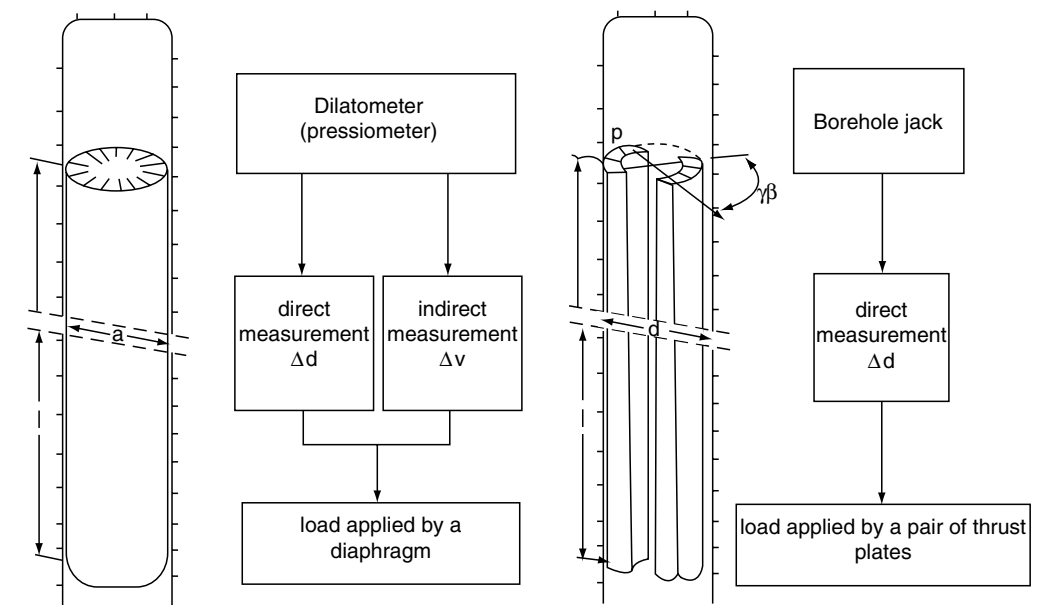 Dilatometer
(pressiometer)
direct
measurement
Δd
indirect
measurement
Δv
load applied by a
diaphragm
a
p
γβ
d
Borehole jack
direct
measurement
Δd
load applied by a pair of thrust
plates